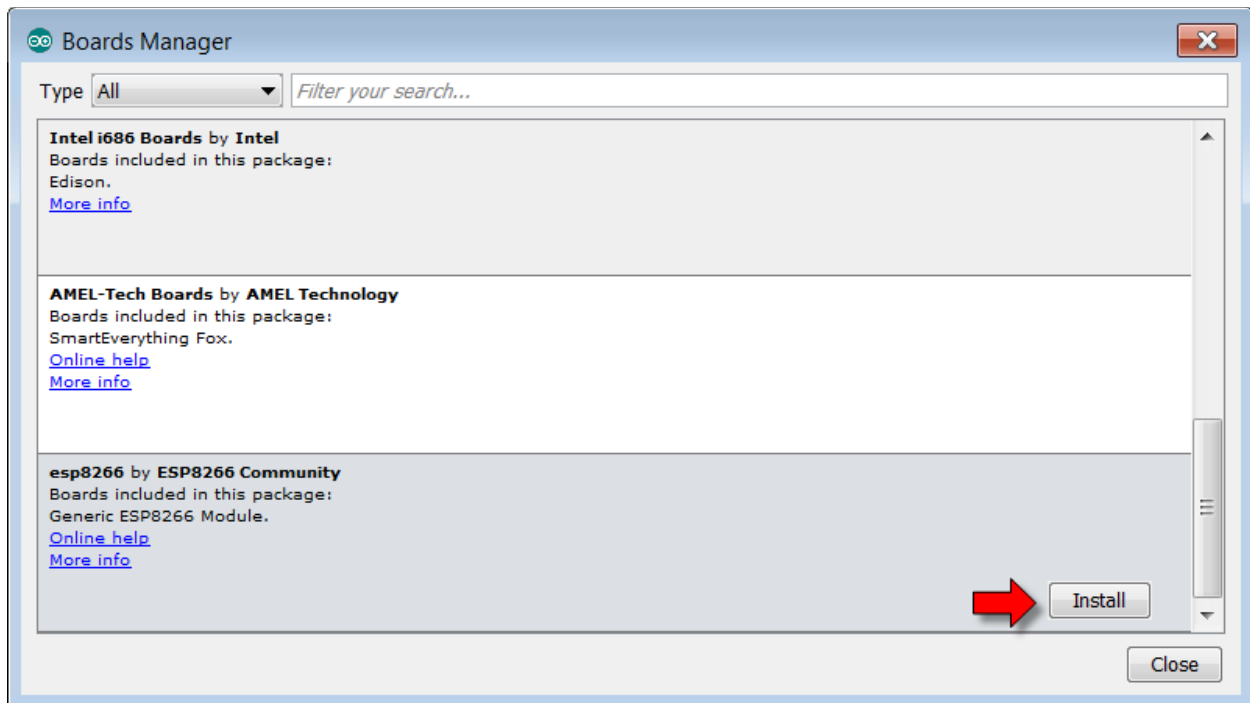 Boards Manager
Type All Filter your search...
Intel i686 Boards by Intel
Boards included in this package:
Edison.
More info
AMEL-Tech Boards by AMEL Technology
Boards included in this package:
SmartEverything Fox.
Online help
More info
esp8266 by ESP8266 Community
Boards included in this package:
Generic ESP8266 Module.
Online help
More info
Install
Close